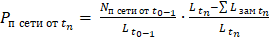 Pп сети от tn = Nп сети от t0−1 / Lt0−1 · (Ltn − ∑ Lзам tn) / Ltn